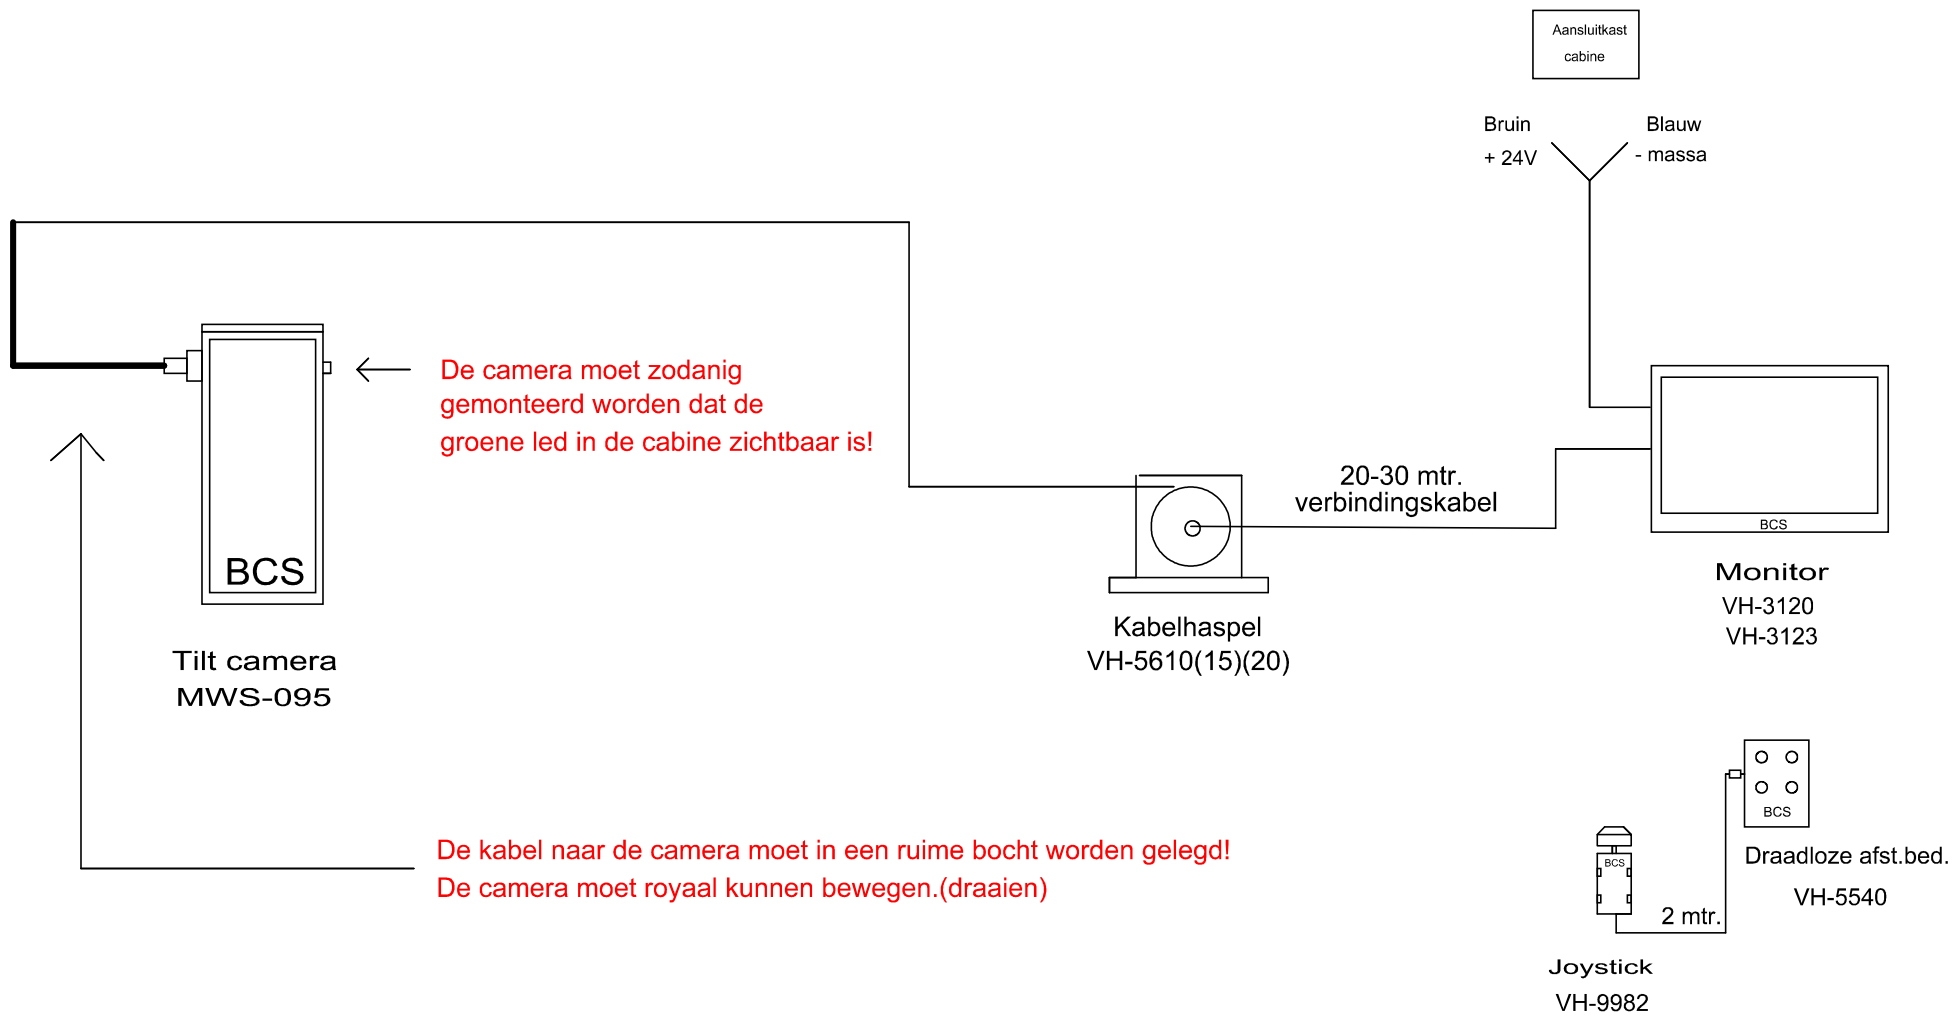 Aansluitkast
cabine
Bruin
+ 24V
Blauw
- massa
De camera moet zodanig
gemonteerd worden dat de
groene led in de cabine zichtbaar is!
BCS
Tilt camera
MWS-095
20-30 mtr.
verbindingskabel
Kabelhaspel
VH-5610(15)(20)
BCS
Monitor
VH-3120
VH-3123
De kabel naar de camera moet in een ruime bocht worden gelegd!
De camera moet royaal kunnen bewegen.(draaien)
BCS
Draadloze afst.bed.
VH-5540
BCS
2 mtr.
Joystick
VH-9982